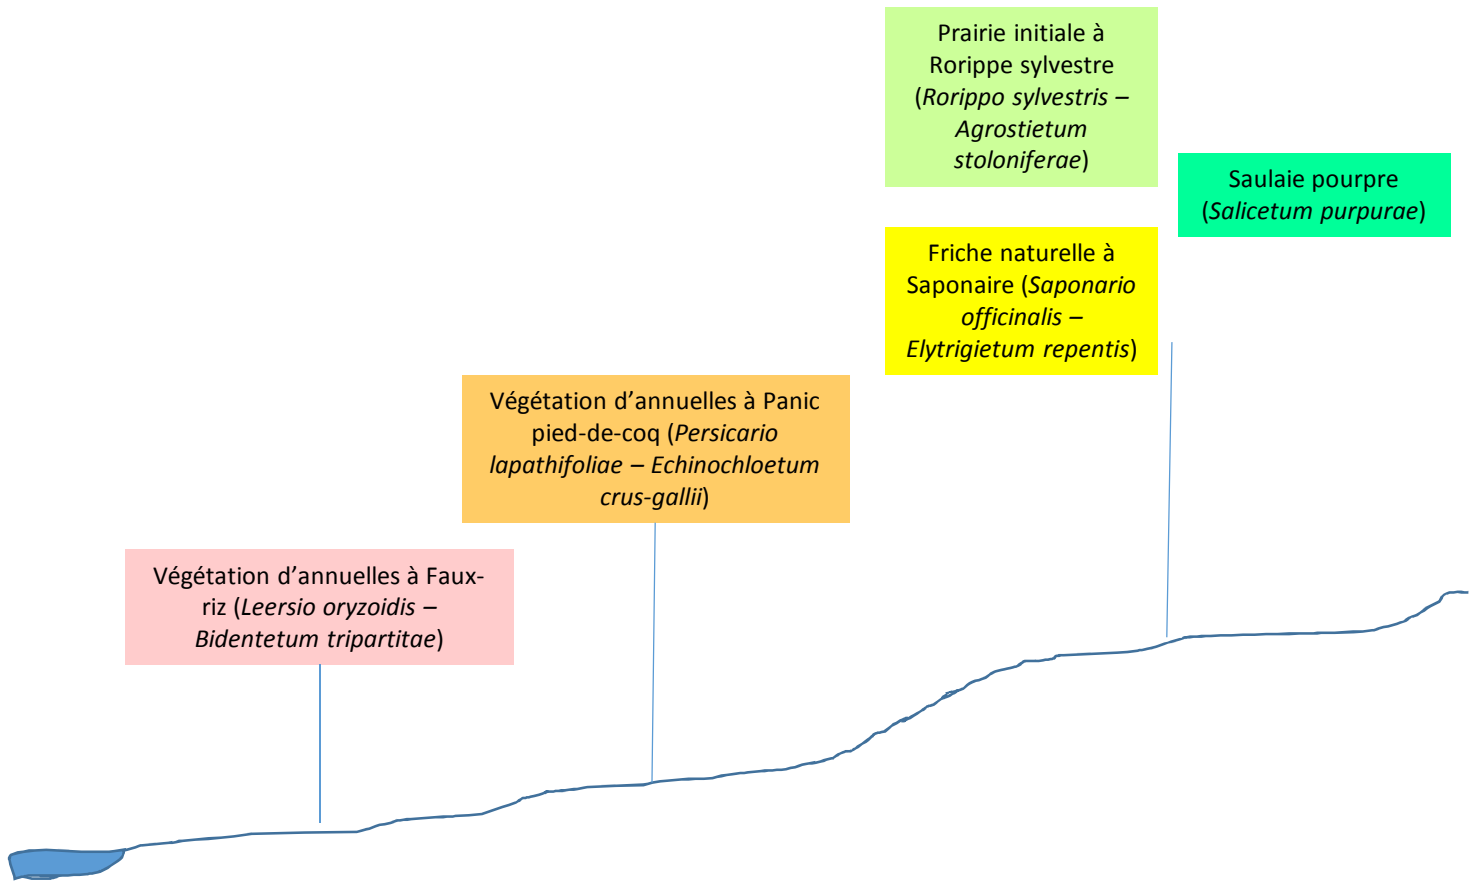 Prairie initiale à
Rorippe sylvestre
(Rorippo sylvestris –
Agrostietum
stoloniferae)
Saulaie pourpre
(Salicetum purpurae)
Friche naturelle à
Saponaire (Saponario
officinalis –
Elytrigietum repentis)
Végétation d’annuelles à Panic
pied-de-coq (Persicario
lapathifoliae – Echinochloetum
crus-gallii)
Végétation d’annuelles à Faux-
riz (Leersio oryzoidis –
Bidentetum tripartitae)